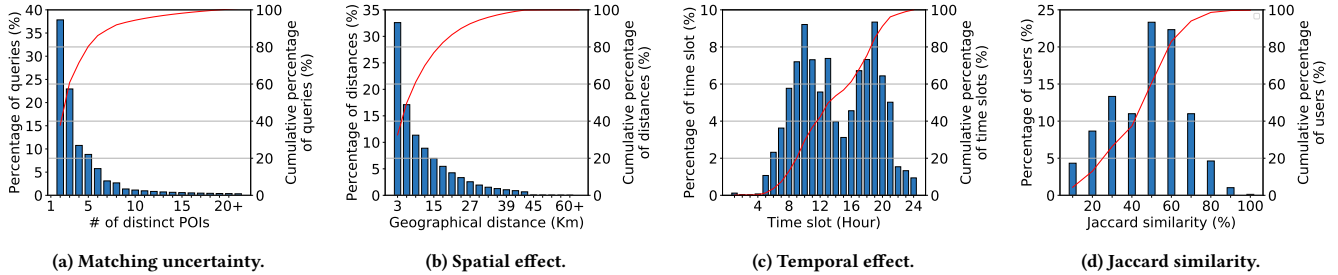 Percentage of queries (%)
40
35
30
25
20
15
10
5
0
1 5 10 15 20+
# of distinct POIs
100
80
60
40
20
0
Cumulative percentage
of queries (%)
(a) Matching uncertainty.
Percentage of distances (%)
35
30
25
20
15
10
5
0
3 15 27 39 45 60+
Geographical distance (Km)
100
80
60
40
20
0
Cumulative percentage
of distances (%)
(b) Spatial effect.
Percentage of time slot (%)
10
8
6
4
2
0
4 8 12 16 20 24
Time slot (Hour)
100
80
60
40
20
0
Cumulative percentage
of time slots (%)
(c) Temporal effect.
Percentage of users (%)
25
20
15
10
5
0
20 40 60 80 100
Jaccard similarity (%)
100
80
60
40
20
0
Cumulative percentage
of users (%)
(d) Jaccard similarity.